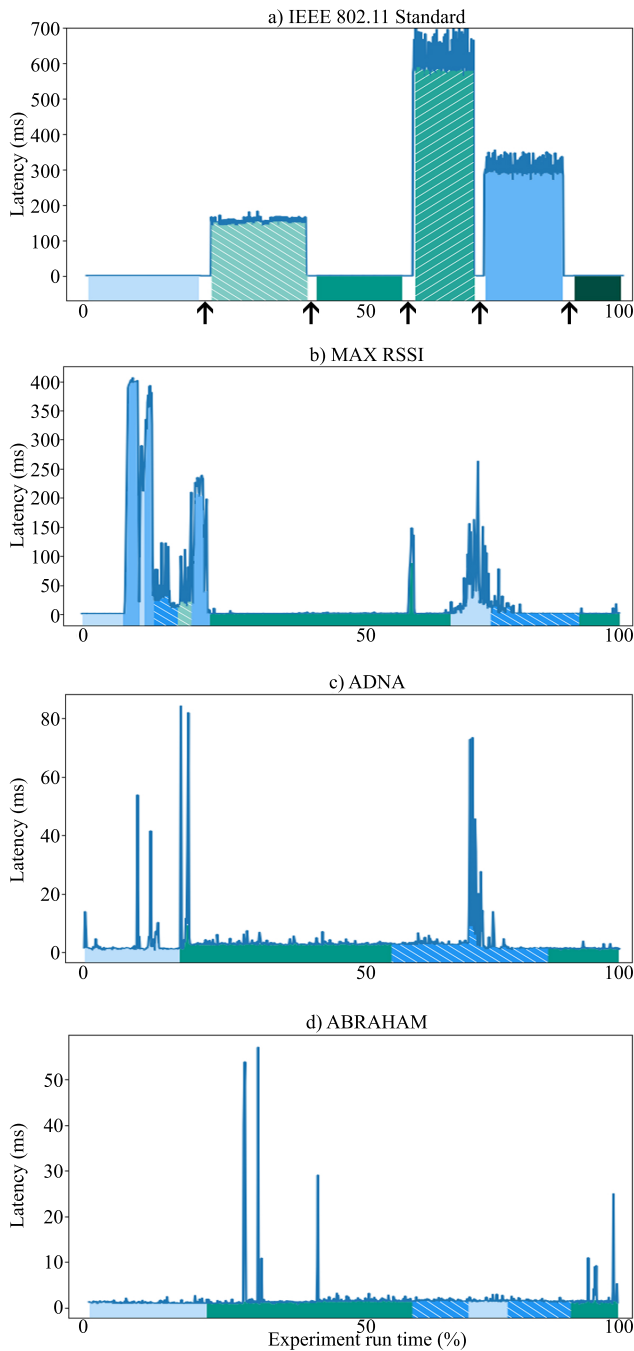 a) IEEE 802.11 Standard
700
600
500
400
300
200
100
0
Latency (ms)
0 50 100
b) MAX RSSI
400
350
300
250
200
150
100
50
0
Latency (ms)
0 50 100
c) ADNA
80
60
40
20
0
Latency (ms)
0 50 100
d) ABRAHAM
50
40
30
20
10
0
Latency (ms)
0 50 100
Experiment run time (%)